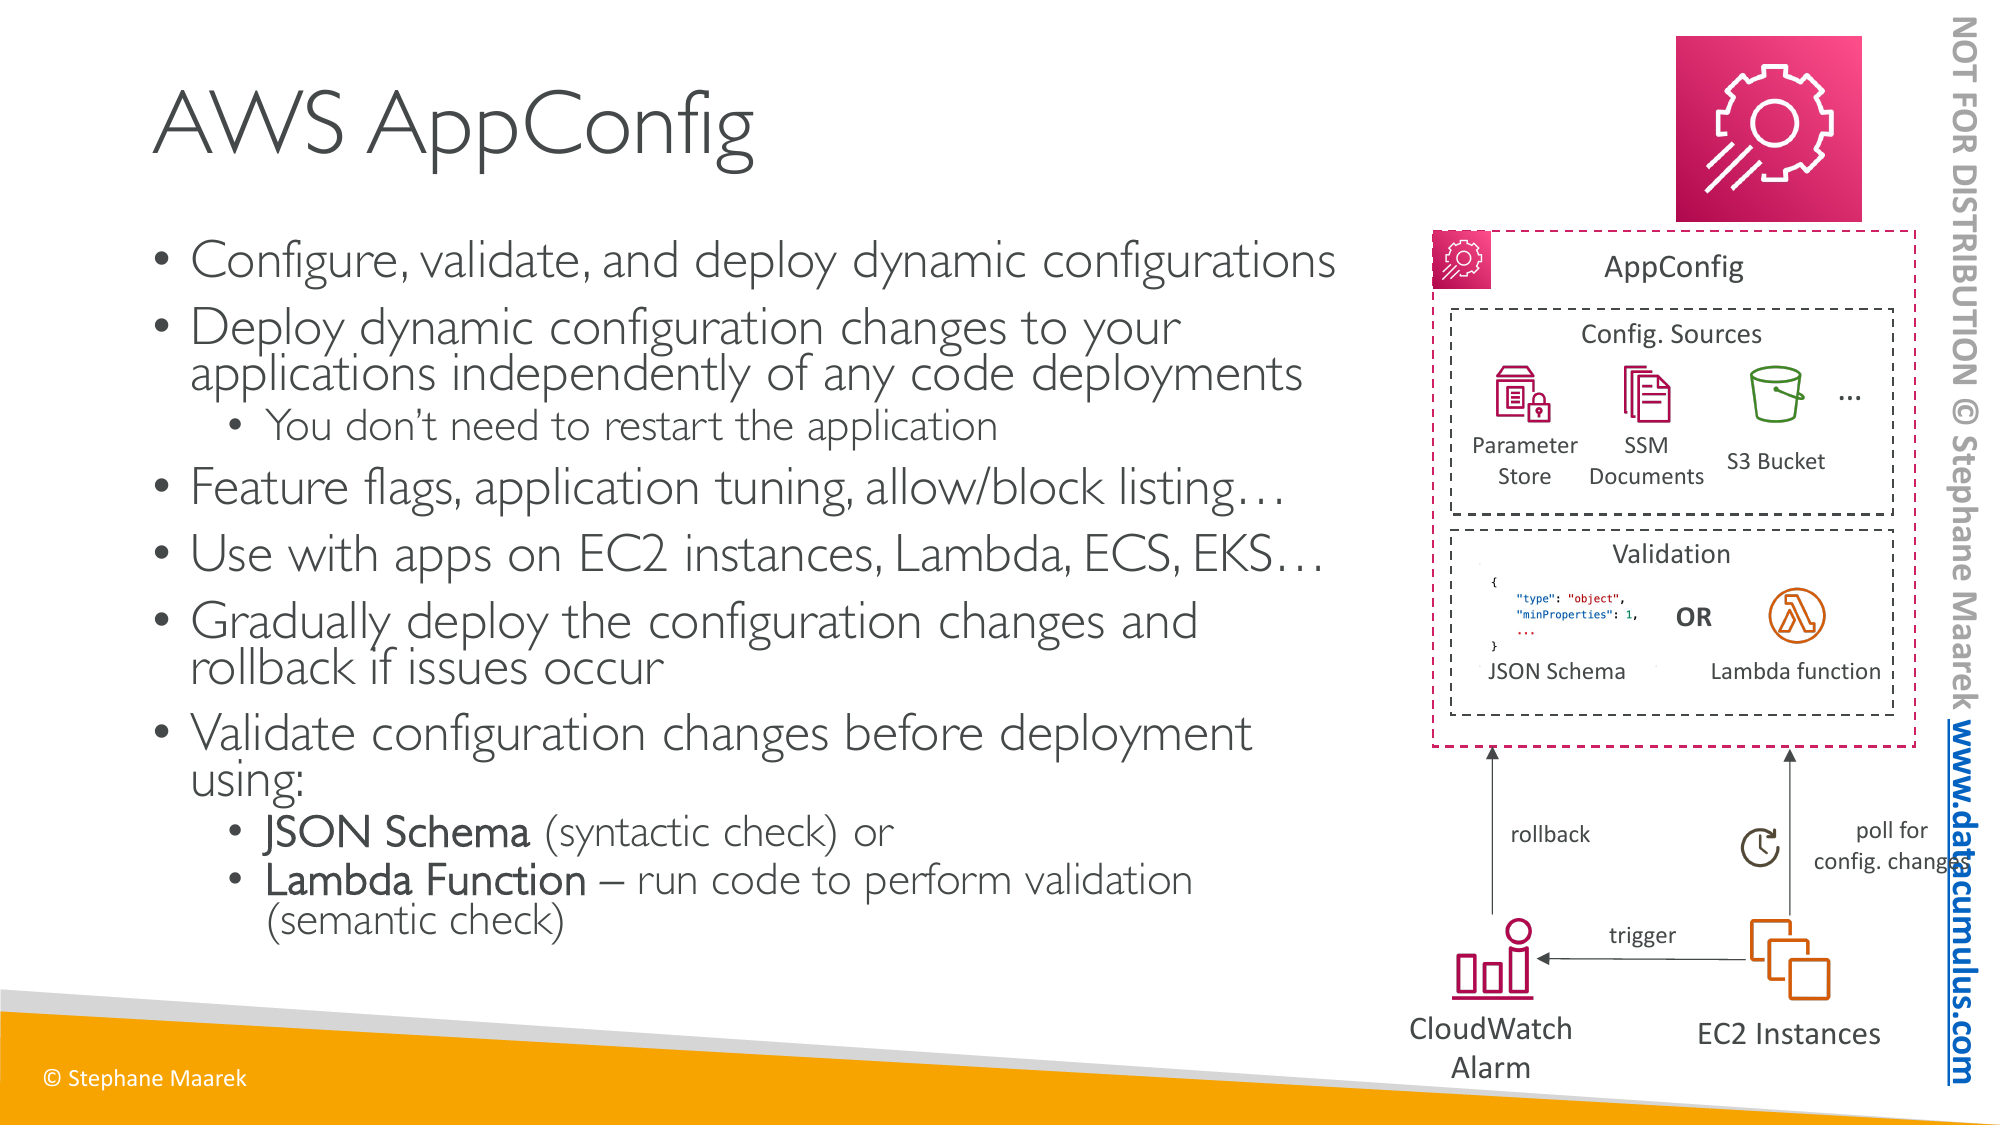 AWS AppConfig
• Configure, validate, and deploy dynamic configurations
• Deploy dynamic configuration changes to your
applications independently of any code deployments
• You don’t need to restart the application
• Feature flags, application tuning, allow/block listing…
• Use with apps on EC2 instances, Lambda, ECS, EKS…
• Gradually deploy the configuration changes and
rollback if issues occur
• Validate configuration changes before deployment
using:
• JSON Schema (syntactic check) or
• Lambda Function – run code to perform validation
(semantic check)
AppConfig
Config. Sources
Parameter
Store
SSM
Documents
S3 Bucket
...
Validation
{
"type": "object",
"minProperties": 1,
...
}
JSON Schema
OR
Lambda function
rollback
poll for
config. changes
trigger
CloudWatch
Alarm
EC2 Instances
© Stephane Maarek
NOT FOR DISTRIBUTION © Stephane Maarek www.datacumulus.com